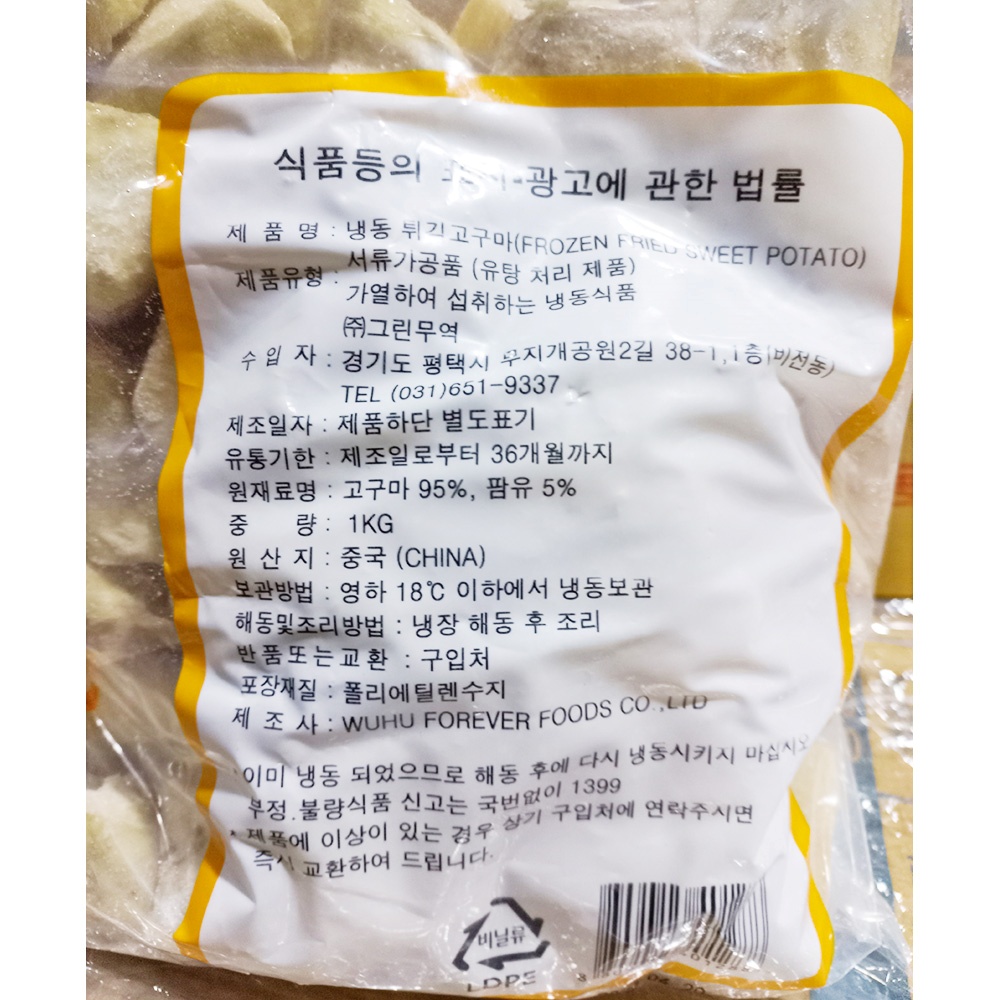 식품등의 표시·광고에 관한 법률
제 품 명 : 냉동 튀김고구마(FROZEN FRIED SWEET POTATO)
제품유형 : 서류가공품 (유탕 처리 제품)
가열하여 섭취하는 냉동식품
㈜그린무역
수 입 자 : 경기도 평택시 무지개공원2길 38-1,1층(비전동)
TEL (031)651-9337
제조일자 : 제품하단 별도표기
유통기한 : 제조일로부터 36개월까지
원재료명 : 고구마 95%, 팜유 5%
중 량 : 1KG
원 산 지 : 중국 (CHINA)
보관방법 : 영하 18℃ 이하에서 냉동보관
해동및조리방법 : 냉장 해동 후 조리
반품또는교환 : 구입처
포장재질 : 폴리에틸렌수지
제 조 사 : WUHU FOREVER FOODS CO.,LTD
이미 냉동 되었으므로 해동 후에 다시 냉동시키지 마십시오
부정.불량식품 신고는 국번없이 1399
* 제품에 이상이 있는 경우 상기 구입처에 연락주시면
즉시 교환하여 드립니다.
비닐류
LDPE